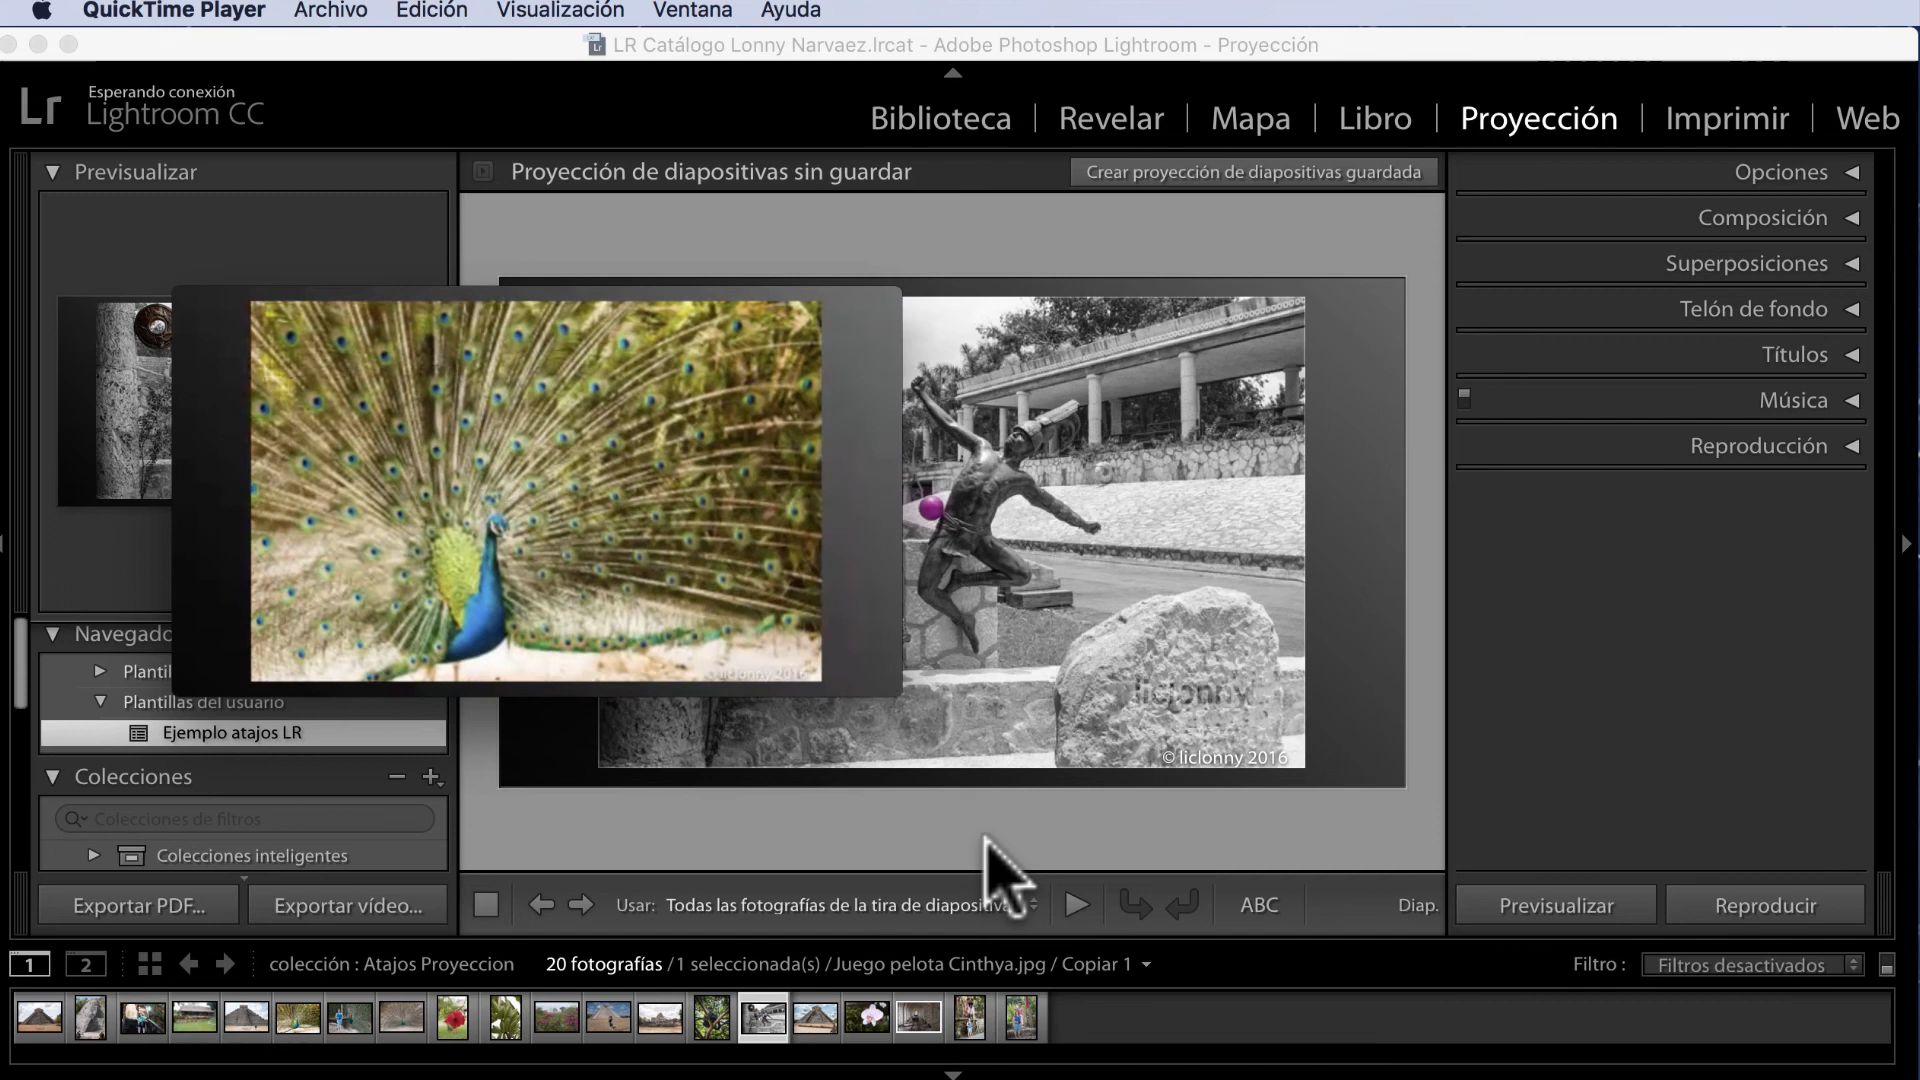 QuickTime Player Archivo Edición Visualización Ventana Ayuda
LR Catálogo Lonny Narvaez.lrcat - Adobe Photoshop Lightroom - Proyección
Lr
Esperando conexión
Lightroom CC
Biblioteca | Revelar | Mapa | Libro | Proyección | Imprimir | Web
Previsualizar
Proyección de diapositivas sin guardar
Crear proyección de diapositivas guardada
Opciones
Composición
Superposiciones
Telón de fondo
Títulos
Música
Reproducción
©liclonny 2016
liclonny
©liclonny 2016
Navegado
Plantil
Plantillas del usuario
Ejemplo atajos LR
Colecciones
Colecciones de filtros
Colecciones inteligentes
Exportar PDF...
Exportar vídeo...
Usar: Todas las fotografías de la tira de
ABC
Diap.
Previsualizar
Reproducir
1 2
colección : Atajos Proyeccion
20 fotografías / 1 seleccionada(s) / Juego pelota Cinthya.jpg / Copiar 1
Filtro :
Filtros desactivados